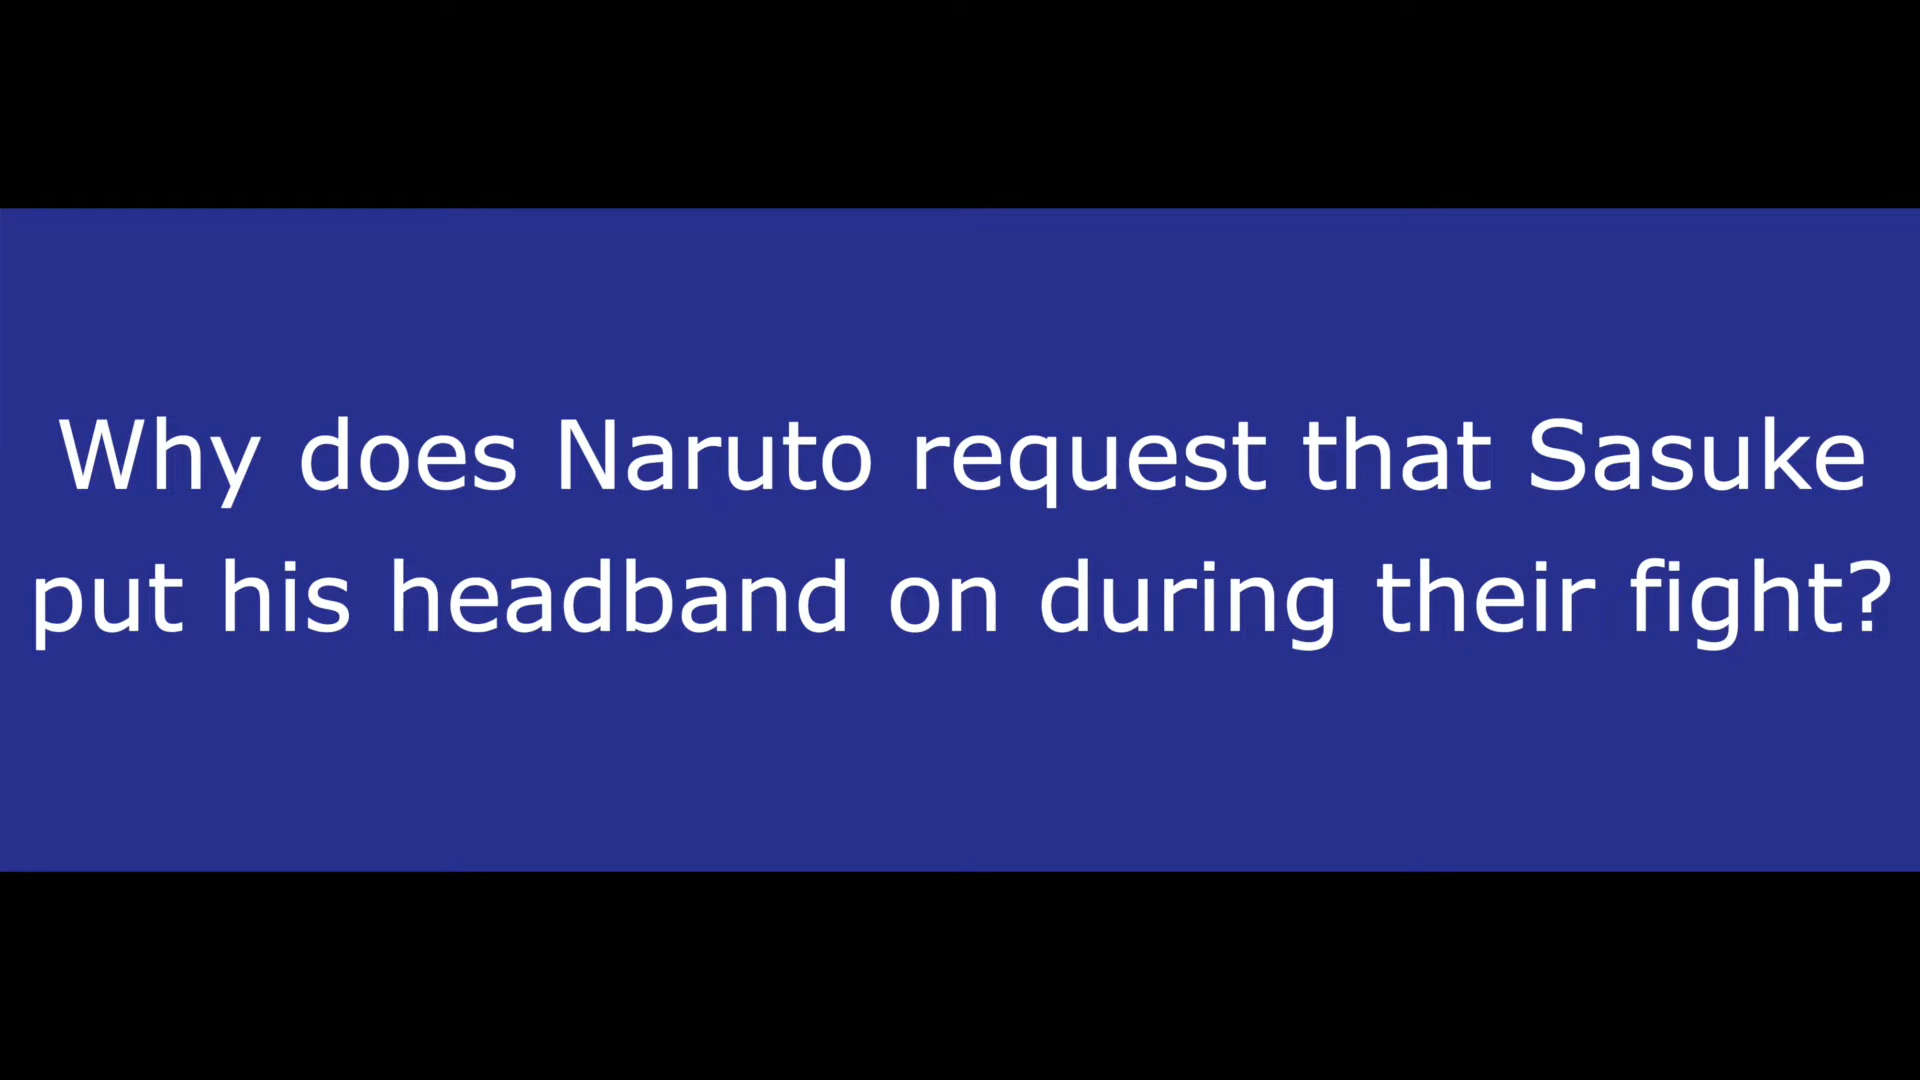 Why does Naruto request that Sasuke
put his headband on during their fight?